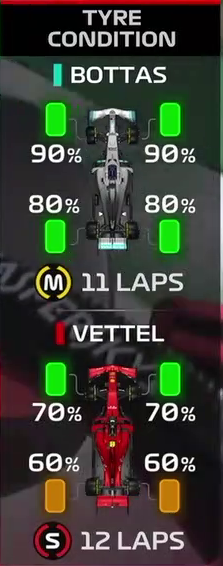 TYRE
CONDITION
BOTTAS
90% 90%
80% 80%
M 11 LAPS
VETTEL
70% 70%
60% 60%
S 12 LAPS